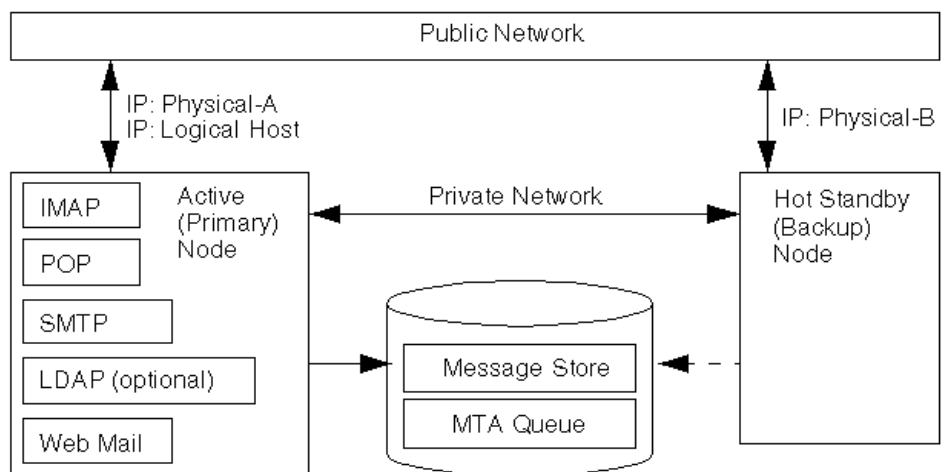 Public Network
IP: Physical-A
IP: Logical Host
IP: Physical-B
IMAP
POP
SMTP
LDAP (optional)
Web Mail
Active
(Primary)
Node
Private Network
Message Store
MTA Queue
Hot Standby
(Backup)
Node